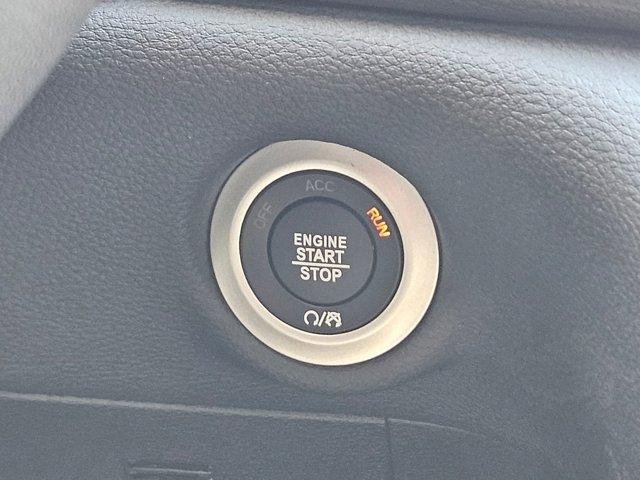 ACC
OFF
RUN
ENGINE
START
STOP